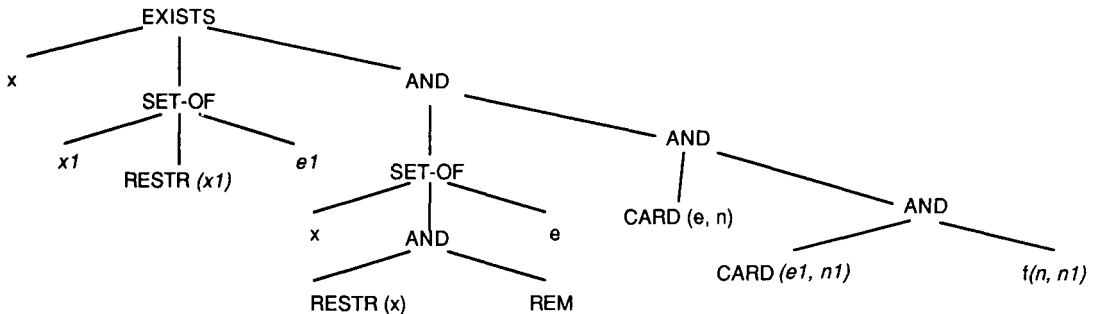 EXISTS
x
AND
SET-OF
AND
x1
e1
RESTR (x1)
SET-OF
CARD (e, n)
AND
x
AND
e
CARD (e1, n1)
f(n, n1)
RESTR (x)
REM